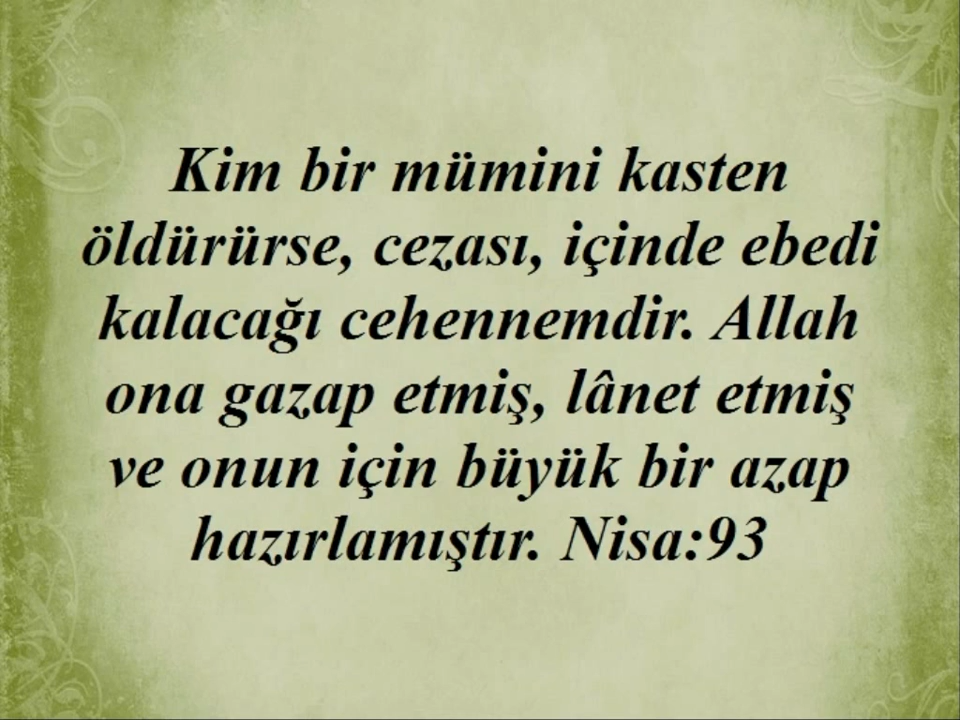 Kim bir mümini kasten
öldürürse, cezası, içinde ebedi
kalacağı cehennemdir. Allah
ona gazap etmiş, lânet etmiş
ve onun için büyük bir azap
hazırlamıştır. Nisa:93